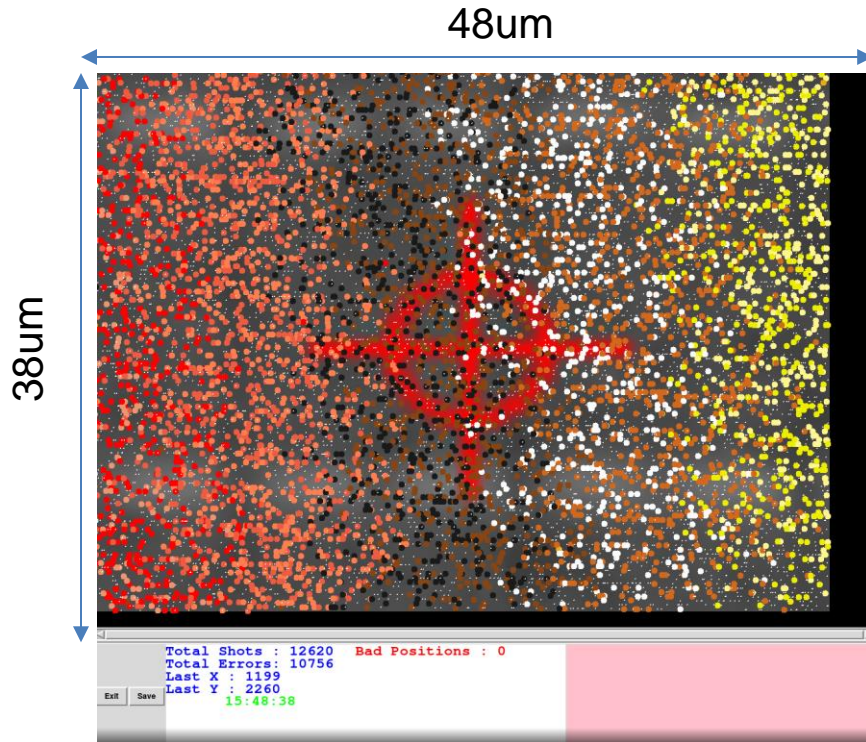 48um
38um
Total Shots : 12620 Bad Positions : 0
Total Errors: 10756
Last X : 1199
Last Y : 2260
15:48:38
Exit Save